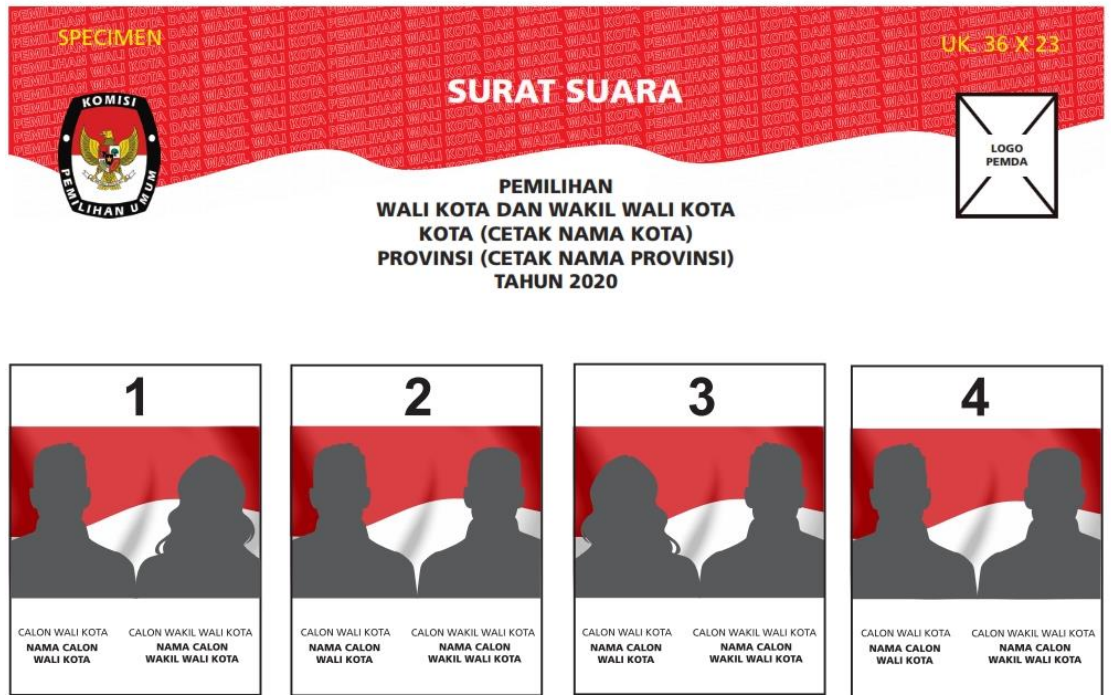 SPECIMEN
UK. 36 X 23
SURAT SUARA
KOMISI
PEMILIHAN UMUM
LOGO
PEMDA
PEMILIHAN
WALI KOTA DAN WAKIL WALI KOTA
KOTA (CETAK NAMA KOTA)
PROVINSI (CETAK NAMA PROVINSI)
TAHUN 2020
1
CALON WALI KOTA
NAMA CALON
WALI KOTA
CALON WAKIL WALI KOTA
NAMA CALON
WAKIL WALI KOTA
2
CALON WALI KOTA
NAMA CALON
WALI KOTA
CALON WAKIL WALI KOTA
NAMA CALON
WAKIL WALI KOTA
3
CALON WALI KOTA
NAMA CALON
WALI KOTA
CALON WAKIL WALI KOTA
NAMA CALON
WAKIL WALI KOTA
4
CALON WALI KOTA
NAMA CALON
WALI KOTA
CALON WAKIL WALI KOTA
NAMA CALON
WAKIL WALI KOTA